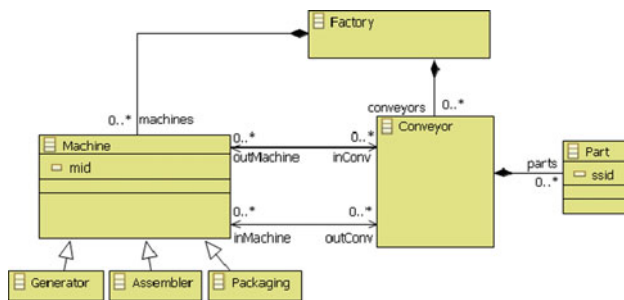 Factory
0..* machines
conveyors 0..*
Machine
mid
0..* 0..*
outMachine inConv
Conveyor
Part
ssid
parts
0..*
0..* 0..*
inMachine outConv
Generator Assembler Packaging